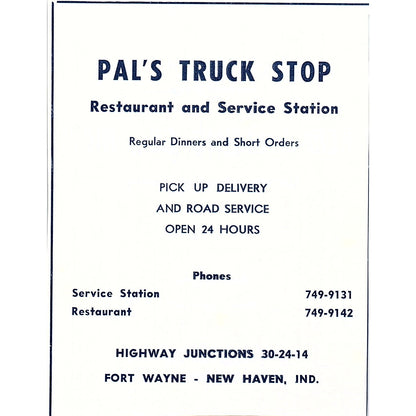 PAL'S TRUCK STOP
Restaurant and Service Station
Regular Dinners and Short Orders
PICK UP DELIVERY
AND ROAD SERVICE
OPEN 24 HOURS
Phones
Service Station 749-9131
Restaurant 749-9142
HIGHWAY JUNCTIONS 30-24-14
FORT WAYNE - NEW HAVEN, IND.